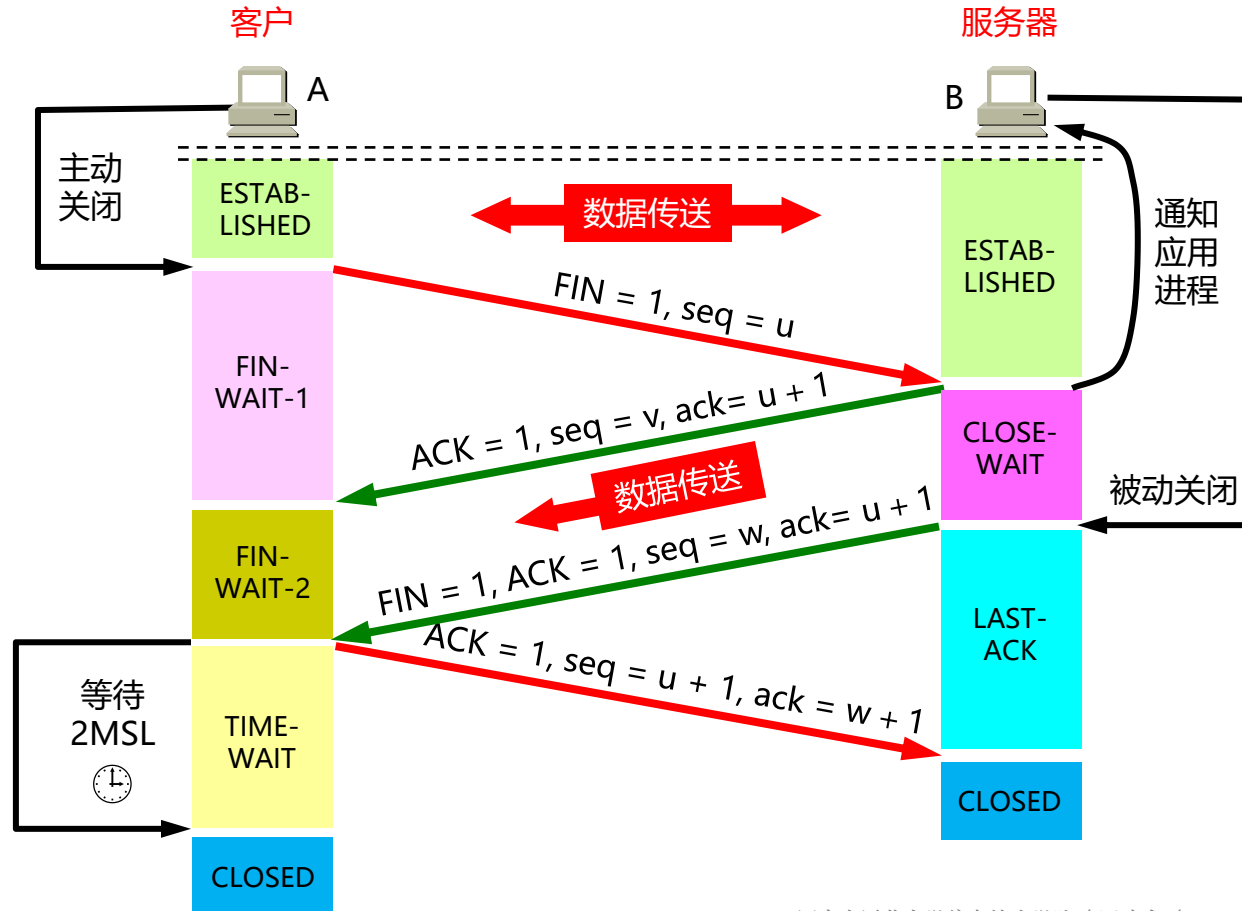 客户
服务器
A
B
主动
关闭
ESTAB-
LISHED
数据传送
ESTAB-
LISHED
通知
应用
进程
FIN = 1, seq = u
FIN-
WAIT-1
ACK = 1, seq = v, ack= u + 1
CLOSE-
WAIT
数据传送
被动关闭
FIN-
WAIT-2
FIN = 1, ACK = 1, seq = w, ack= u + 1
LAST-
ACK
ACK = 1, seq = u + 1, ack = w + 1
等待
2MSL
TIME-
WAIT
CLOSED
CLOSED